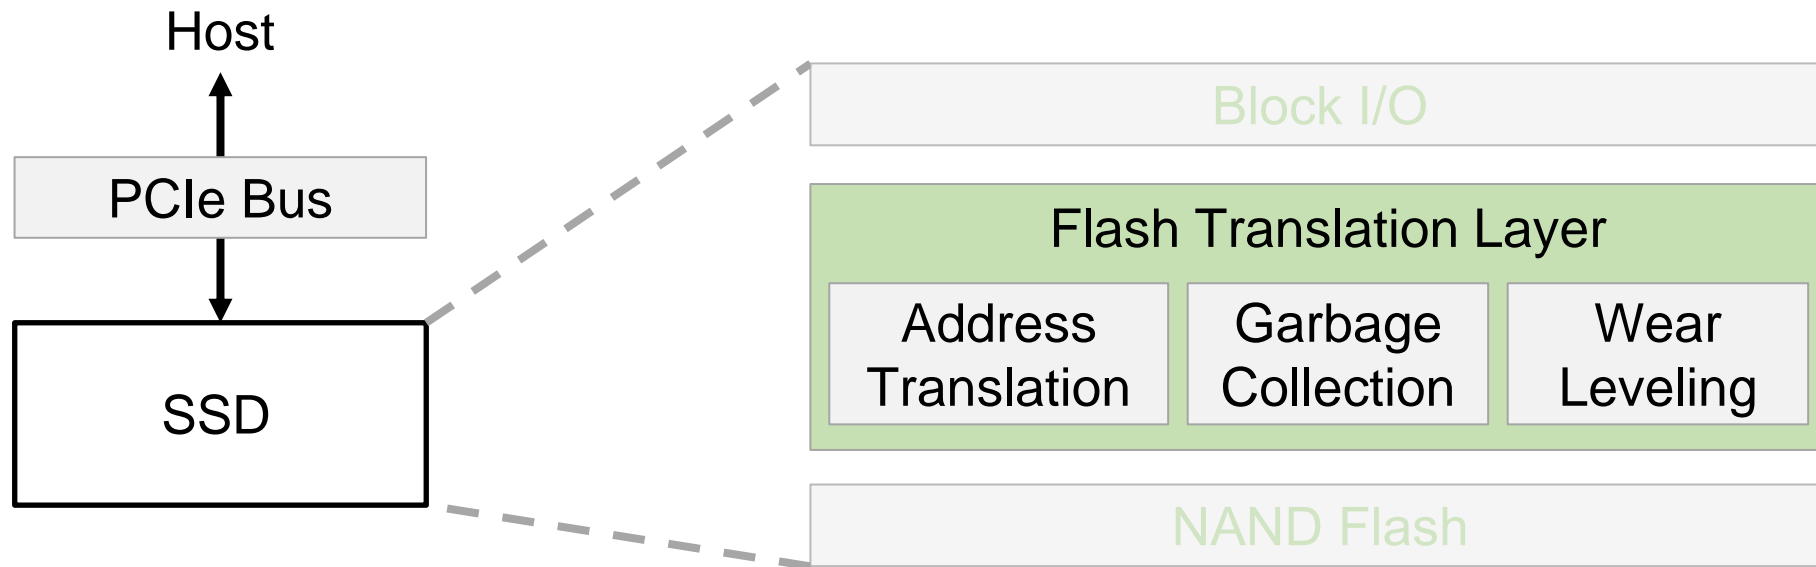 Host
PCIe Bus
SSD
Block I/O
Flash Translation Layer
Address
Translation
Garbage
Collection
Wear
Leveling
NAND Flash